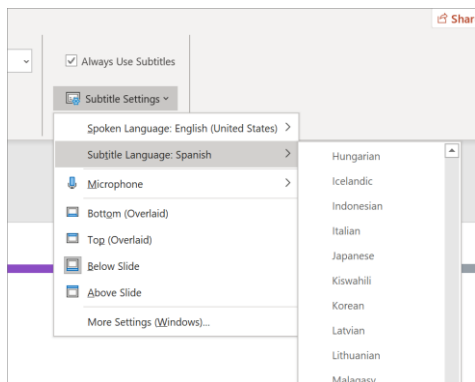 Shar
Always Use Subtitles
Subtitle Settings
Spoken Language: English (United States)
Subtitle Language: Spanish
Microphone
Bottom (Overlaid)
Top (Overlaid)
Below Slide
Above Slide
More Settings (Windows)...
Hungarian
Icelandic
Indonesian
Italian
Japanese
Kiswahili
Korean
Latvian
Lithuanian
Malagasy